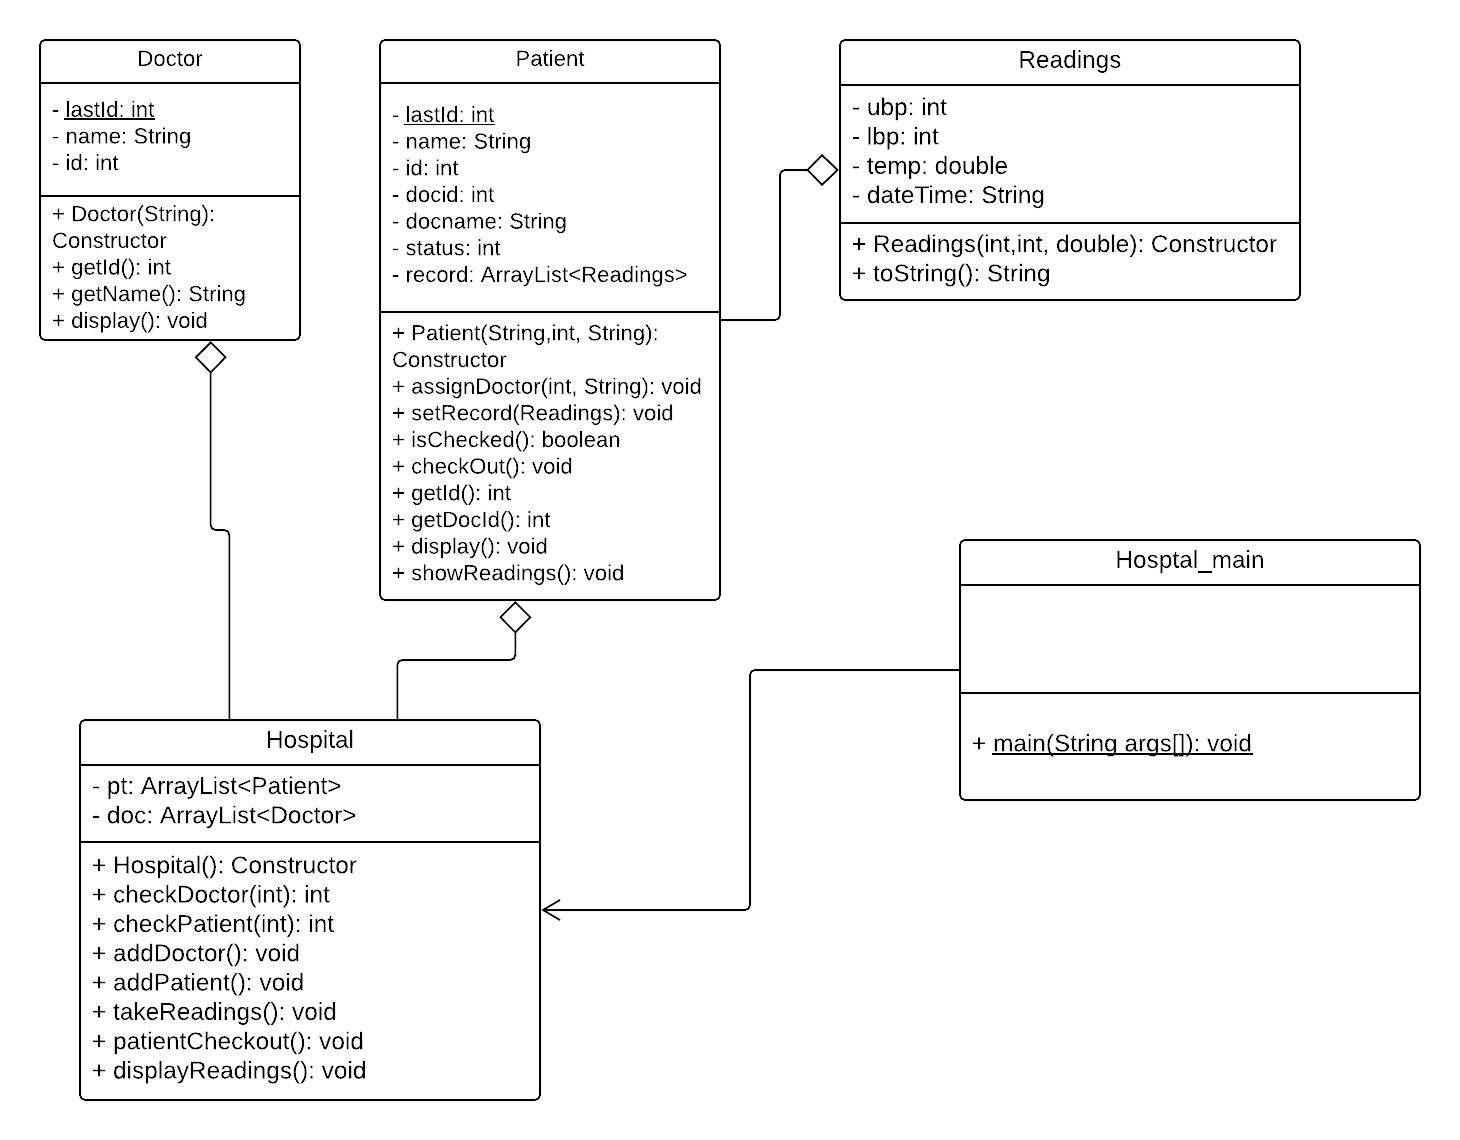 Doctor
- lastId: int
- name: String
- id: int
+ Doctor(String):
Constructor
+ getId(): int
+ getName(): String
+ display(): void
Patient
- lastId: int
- name: String
- id: int
- docid: int
- docname: String
- status: int
- record: ArrayList<Readings>
+ Patient(String,int, String):
Constructor
+ assignDoctor(int, String): void
+ setRecord(Readings): void
+ isChecked(): boolean
+ checkOut(): void
+ getId(): int
+ getDocId(): int
+ display(): void
+ showReadings(): void
Readings
- ubp: int
- lbp: int
- temp: double
- dateTime: String
+ Readings(int,int, double): Constructor
+ toString(): String
Hosptal_main
+ main(String args[]): void
Hospital
- pt: ArrayList<Patient>
- doc: ArrayList<Doctor>
+ Hospital(): Constructor
+ checkDoctor(int): int
+ checkPatient(int): int
+ addDoctor(): void
+ addPatient(): void
+ takeReadings(): void
+ patientCheckout(): void
+ displayReadings(): void